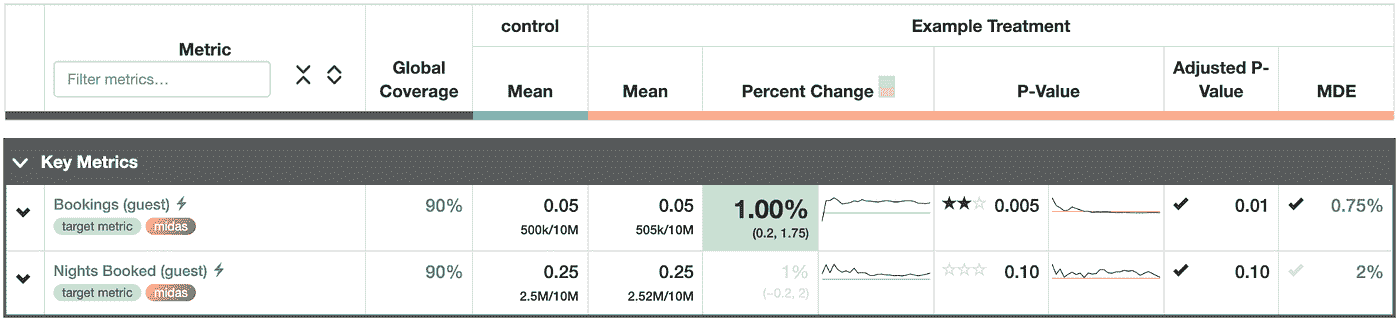 control
Example Treatment
Metric
Filter metrics...
Global
Coverage
Mean
Mean
Percent Change
P-Value
Adjusted P-
Value
MDE
Key Metrics
Bookings (guest)
target metric
midas
90%
0.05
500k/10M
0.05
505k/10M
1.00%
(0.2, 1.75)
0.005
0.01
0.75%
Nights Booked (guest)
target metric
midas
90%
0.25
2.5M/10M
0.25
2.52M/10M
1%
(−0.2, 2)
0.10
0.10
2%